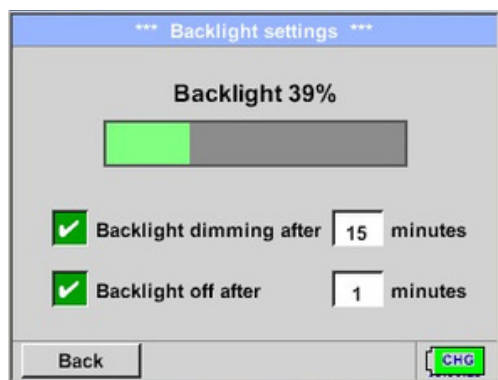 *** Backlight settings ***
Backlight 39%
Backlight dimming after 15 minutes
Backlight off after 1 minutes
Back
CHG